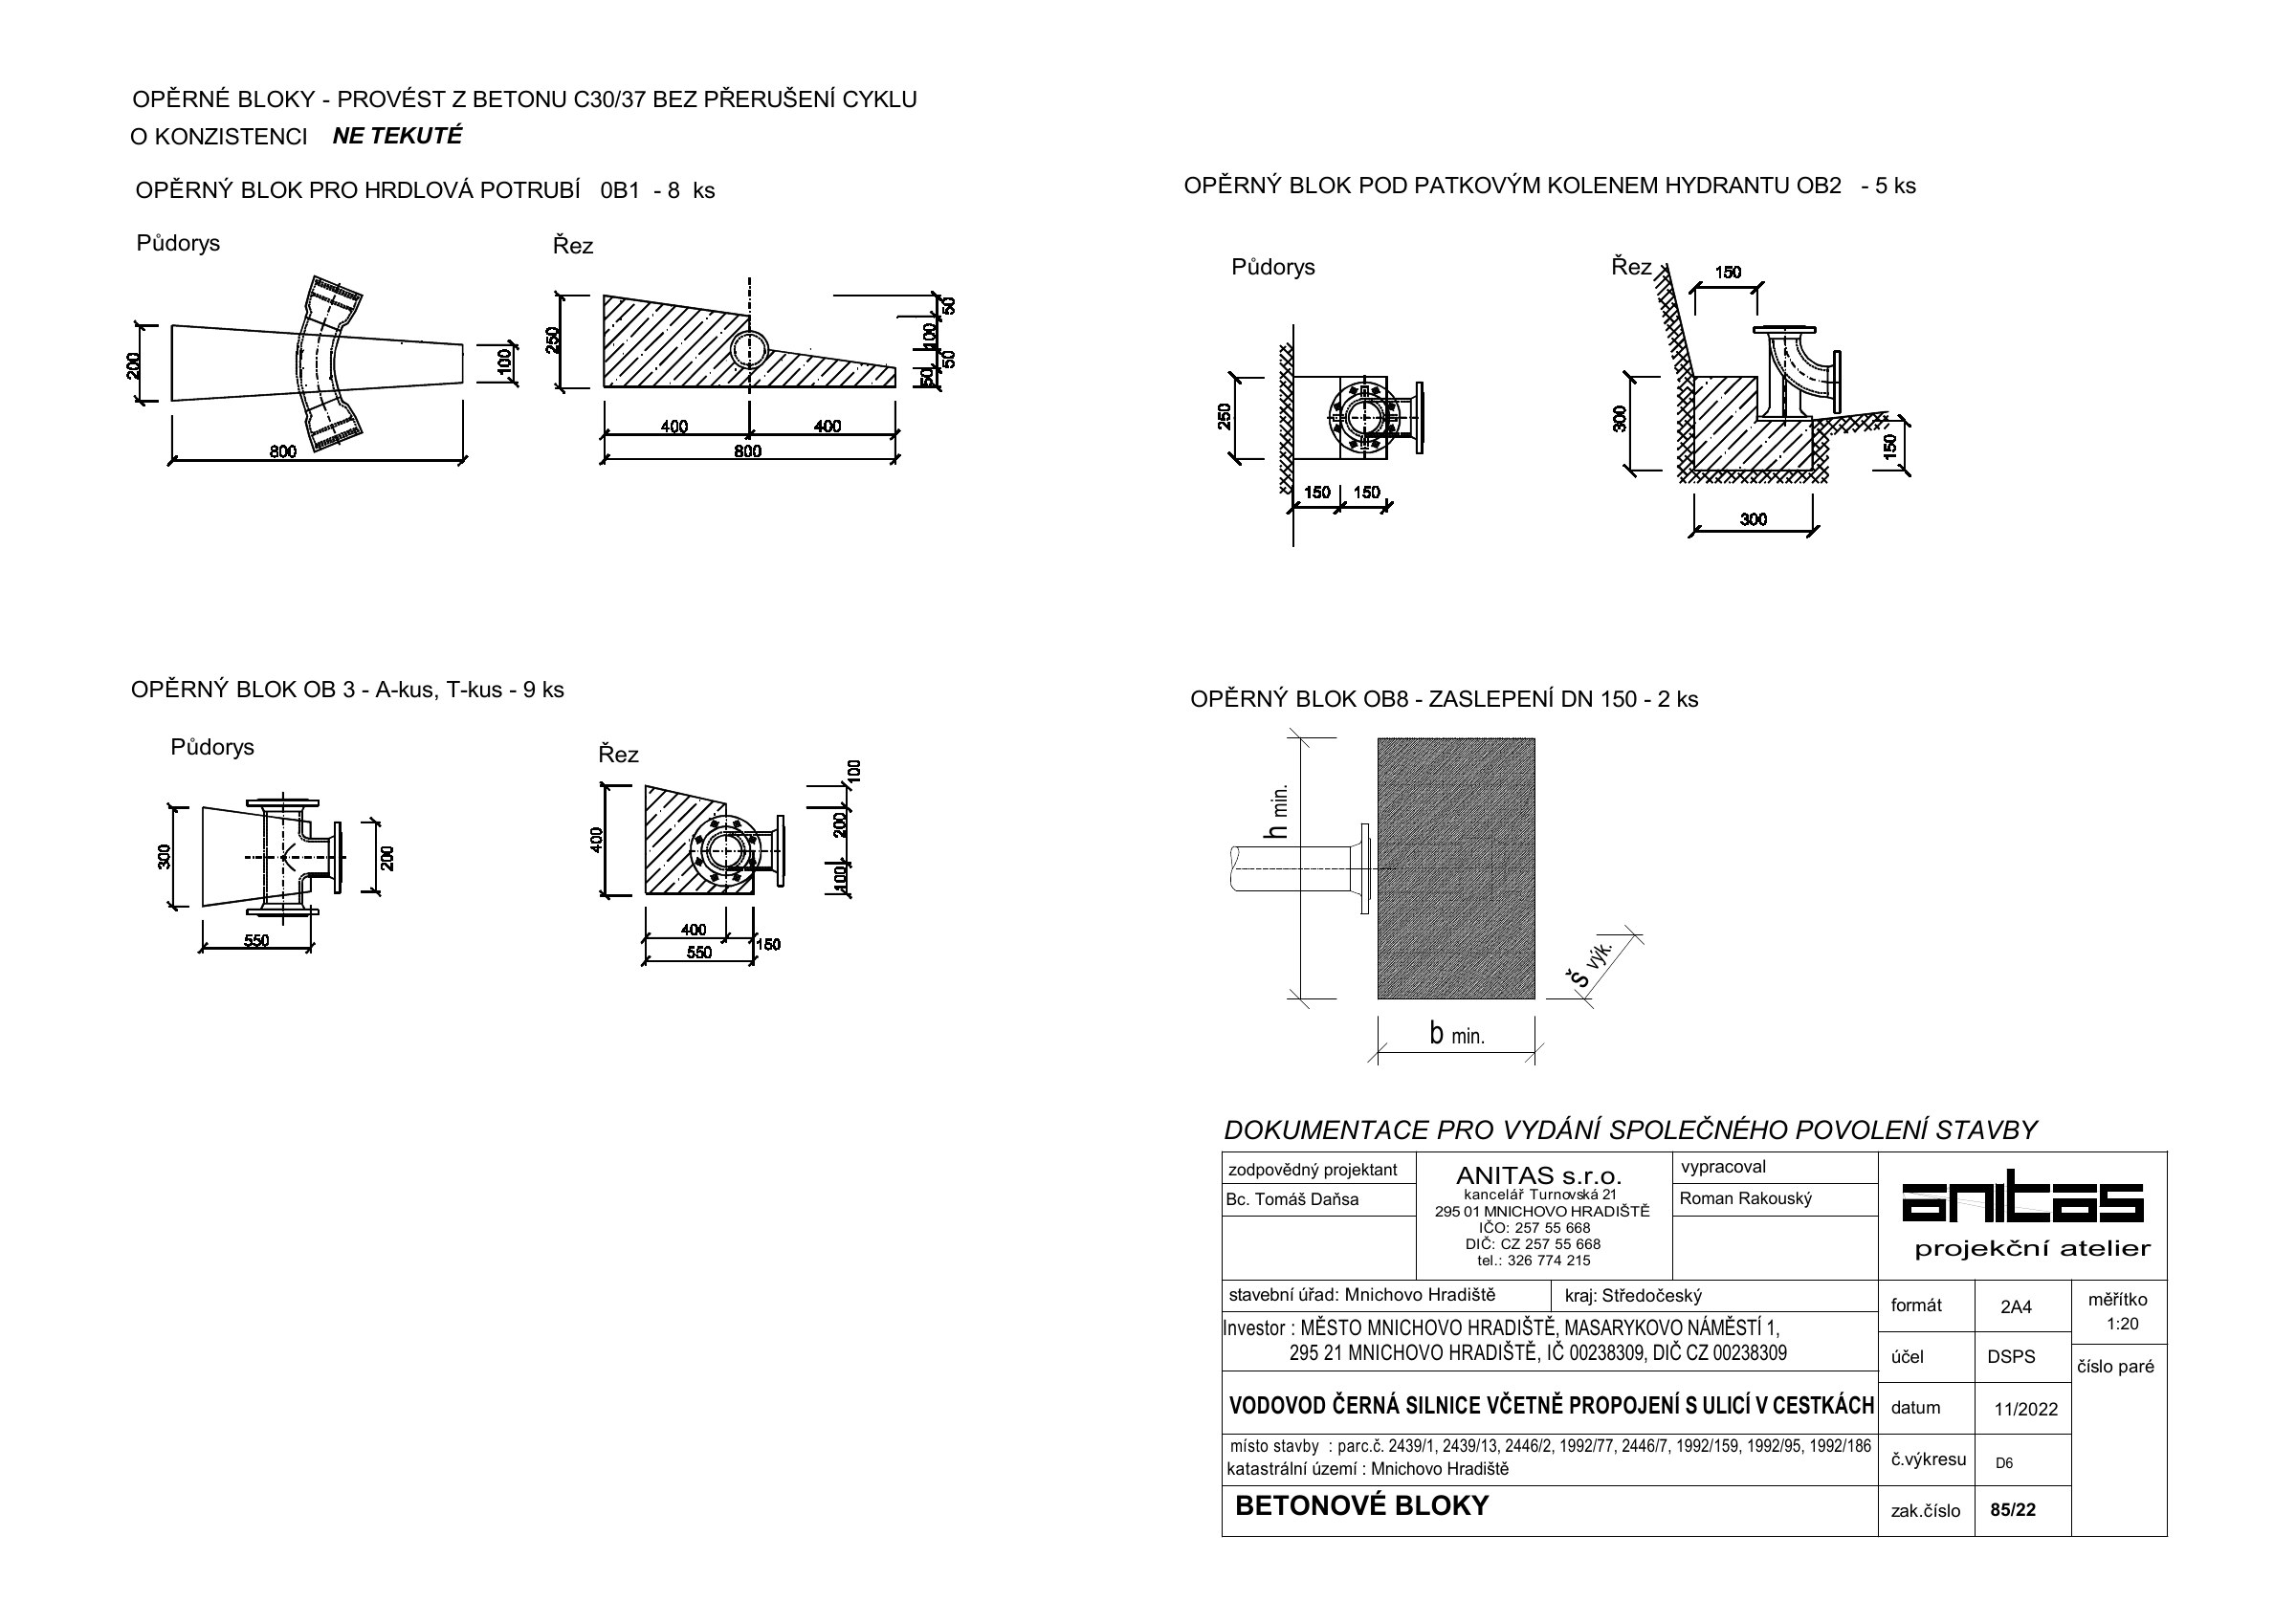 OPĚRNÉ BLOKY - PROVÉST Z BETONU C30/37 BEZ PŘERUŠENÍ CYKLU
O KONZISTENCI NE TEKUTÉ
OPĚRNÝ BLOK PRO HRDLOVÁ POTRUBÍ 0B1 - 8 ks
Půdorys
Řez
200
100
800
250
50
100
50
50
400
400
800
OPĚRNÝ BLOK POD PATKOVÝM KOLENEM HYDRANTU OB2 - 5 ks
Půdorys
Řez
250
150
150
150
300
150
300
OPĚRNÝ BLOK OB 3 - A-kus, T-kus - 9 ks
Půdorys
Řez
300
200
550
400
100
200
100
400
150
550
OPĚRNÝ BLOK OB8 - ZASLEPENÍ DN 150 - 2 ks
h min.
b min.
š výk.
DOKUMENTACE PRO VYDÁNÍ SPOLEČNÉHO POVOLENÍ STAVBY
zodpovědný projektant
Bc. Tomáš Daňsa
ANITAS s.r.o.
kancelář Turnovská 21
295 01 MNICHOVO HRADIŠTĚ
IČO: 257 55 668
DIČ: CZ 257 55 668
tel.: 326 774 215
vypracoval
Roman Rakouský
anitas
projekční atelier
stavební úřad: Mnichovo Hradiště
kraj: Středočeský
Investor : MĚSTO MNICHOVO HRADIŠTĚ, MASARYKOVO NÁMĚSTÍ 1,
295 21 MNICHOVO HRADIŠTĚ, IČ 00238309, DIČ CZ 00238309
VODOVOD ČERNÁ SILNICE VČETNĚ PROPOJENÍ S ULICÍ V CESTKÁCH
místo stavby : parc.č. 2439/1, 2439/13, 2446/2, 1992/77, 2446/7, 1992/159, 1992/95, 1992/186
katastrální území : Mnichovo Hradiště
BETONOVÉ BLOKY
formát
2A4
měřítko
1:20
účel
DSPS
číslo paré
datum
11/2022
č.výkresu
D6
zak.číslo
85/22